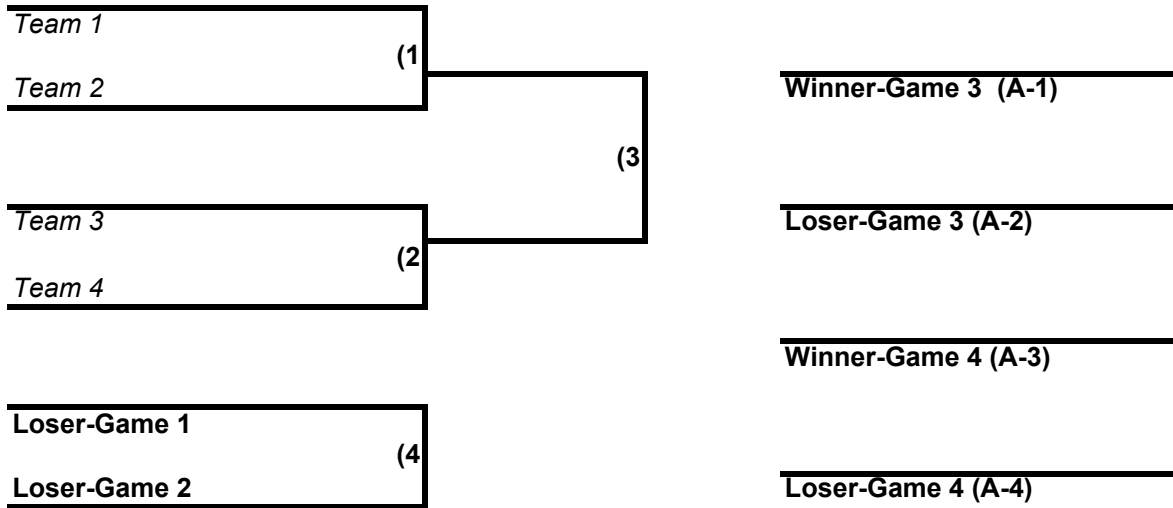 Team 1
(1
Team 2
Winner-Game 3  (A-1)
(3
Team 3
Loser-Game 3 (A-2)
(2
Team 4
Winner-Game 4 (A-3)
Loser-Game 1
(4
Loser-Game 2
Loser-Game 4 (A-4)